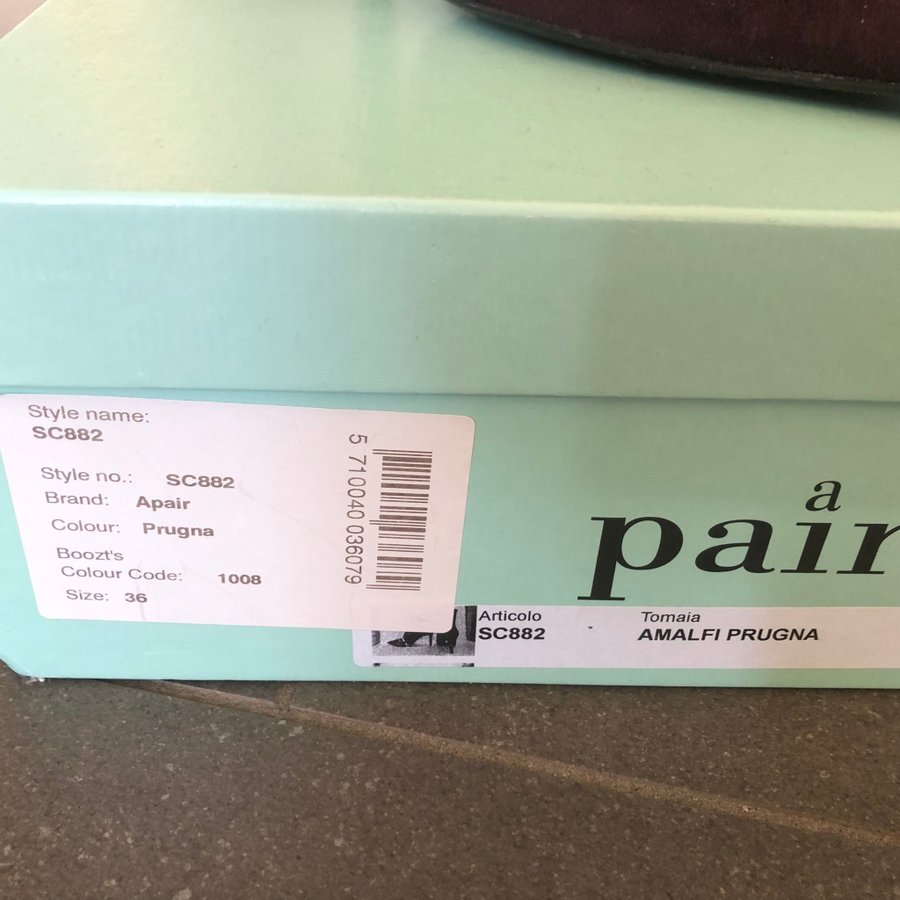 Style name:
SC882
Style no.: SC882
Brand: Apair
Colour: Prugna
Boozt's
Colour Code: 1008
Size: 36
5 710040 036079
a
pair
Articolo
SC882
Tomaia
AMALFI PRUGNA